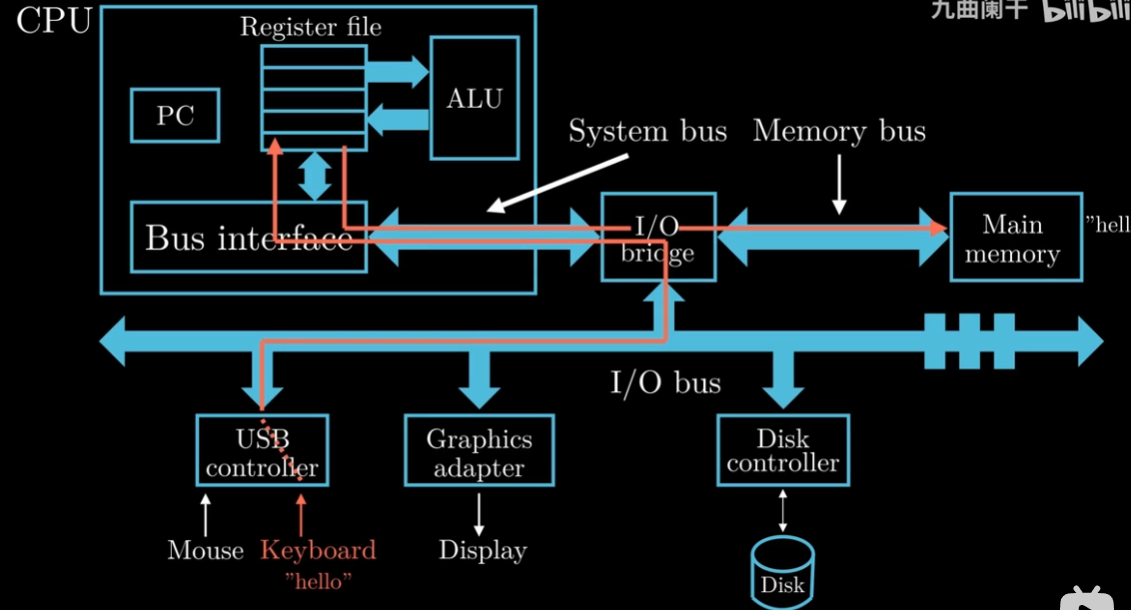 CPU
九曲阑干 bilibili
Register file
PC
ALU
System bus
Memory bus
Bus interface
I/O
bridge
Main
memory
"hell
I/O bus
USB
controller
Graphics
adapter
Disk
controller
Mouse
Keyboard
"hello"
Display
Disk